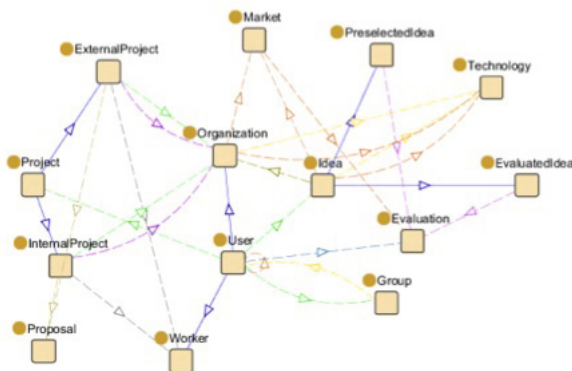 Market
PreselectedIdea
ExternalProject
Technology
Organization
Project
Idea
EvaluatedIdea
Evaluation
InternalProject
User
Group
Proposal
Worker